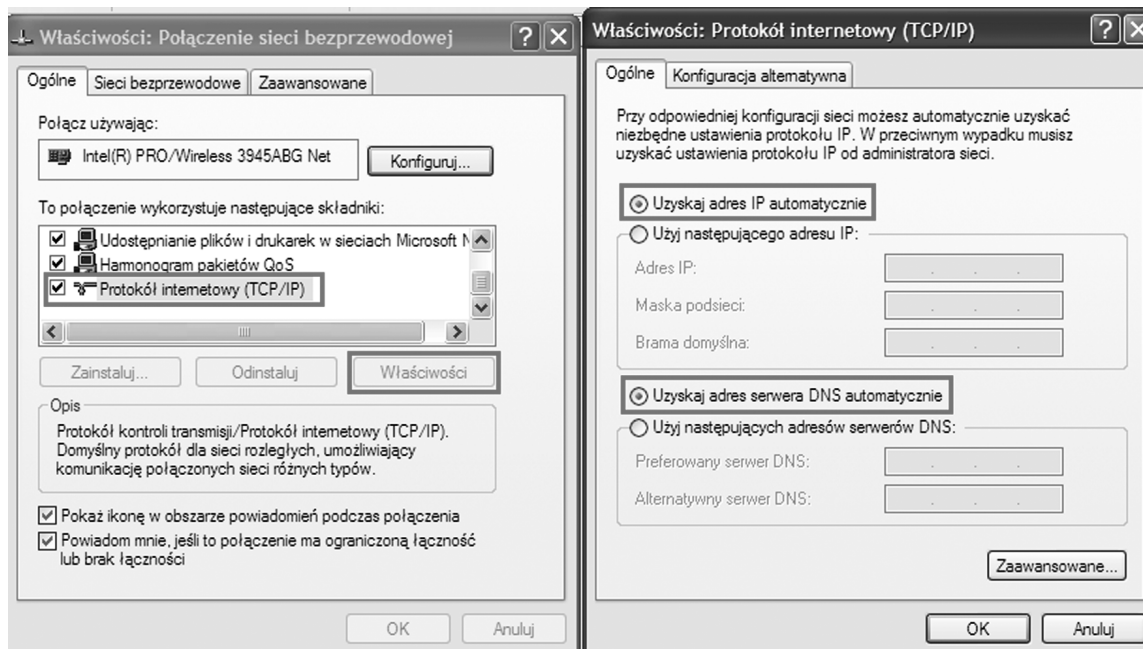 Właściwości: Połączenie sieci bezprzewodowej
Ogólne
Sieci bezprzewodowe
Zaawansowane
Połącz używając:
Intel(R) PRO/Wireless 3945ABG Net
Konfiguruj...
To połączenie wykorzystuje następujące składniki:
Udostępnianie plików i drukarek w sieciach Microsoft N
Harmonogram pakietów QoS
Protokół internetowy (TCP/IP)
Zainstaluj...
Odinstaluj
Właściwości
Opis
Protokół kontroli transmisji/Protokół internetowy (TCP/IP).
Domyślny protokół dla sieci rozległych, umożliwiający
komunikację połączonych sieci różnych typów.
Pokaż ikonę w obszarze powiadomień podczas połączenia
Powiadom mnie, jeśli to połączenie ma ograniczoną łączność
lub brak łączności
OK
Anuluj
Właściwości: Protokół internetowy (TCP/IP)
Ogólne
Konfiguracja alternatywna
Przy odpowiedniej konfiguracji sieci możesz automatycznie uzyskać
niezbędne ustawienia protokołu IP. W przeciwnym wypadku musisz
uzyskać ustawienia protokołu IP od administratora sieci.
Uzyskaj adres IP automatycznie
Użyj następującego adresu IP:
Adres IP:
Maska podsieci:
Brama domyślna:
Uzyskaj adres serwera DNS automatycznie
Użyj następujących adresów serwerów DNS:
Preferowany serwer DNS:
Alternatywny serwer DNS:
Zaawansowane...
OK
Anuluj